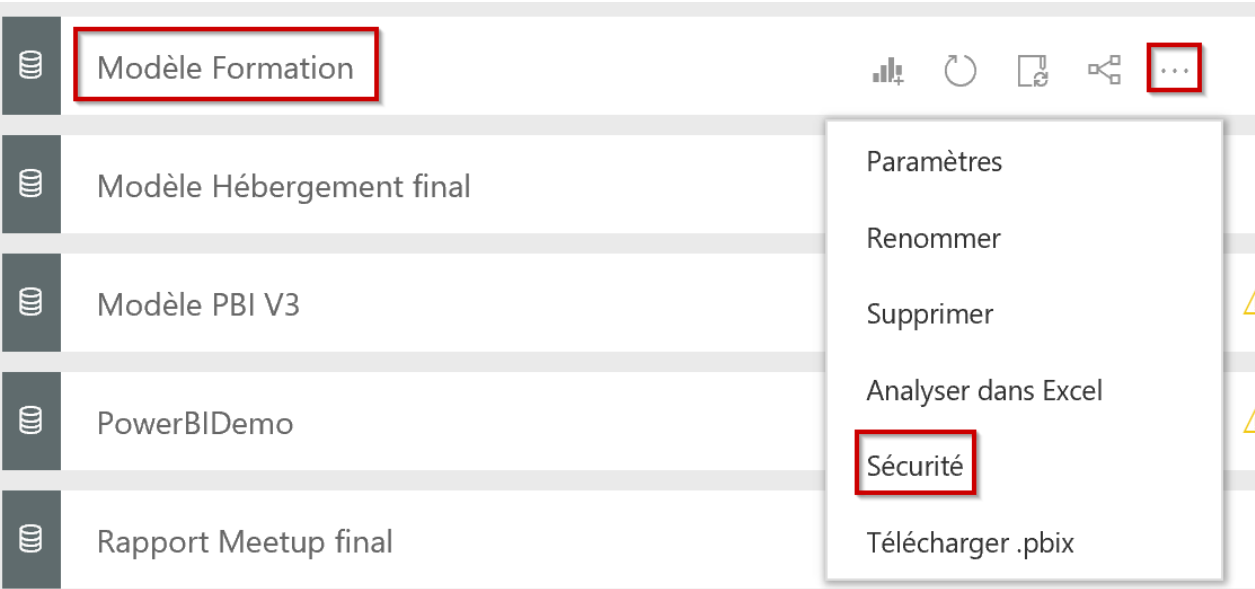 Modèle Formation
...
Modèle Hébergement final
Modèle PBI V3
PowerBIDemo
Rapport Meetup final
Paramètres
Renommer
Supprimer
Analyser dans Excel
Sécurité
Télécharger .pbix